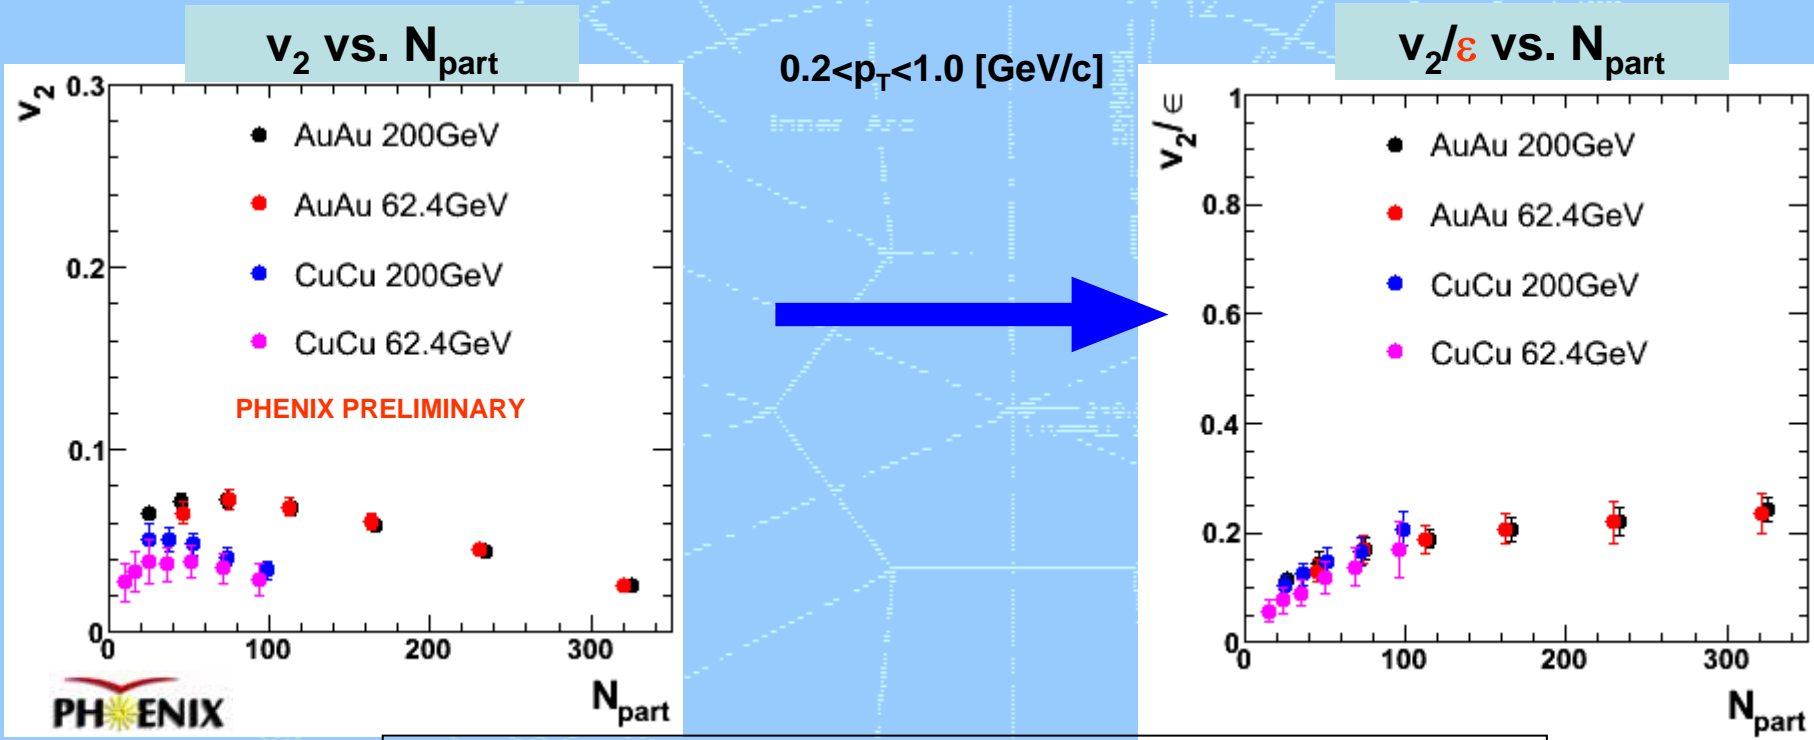 v2 vs. Npart
0.2<pT<1.0 [GeV/c]
v2/ε vs. Npart
v2
0.3
0.2
0.1
0
0
100
200
300
AuAu 200GeV
AuAu 62.4GeV
CuCu 200GeV
CuCu 62.4GeV
PHENIX PRELIMINARY
Npart
PHENIX
v2/ϵ
1
0.8
0.6
0.4
0.2
0
0
100
200
300
AuAu 200GeV
AuAu 62.4GeV
CuCu 200GeV
CuCu 62.4GeV
Npart